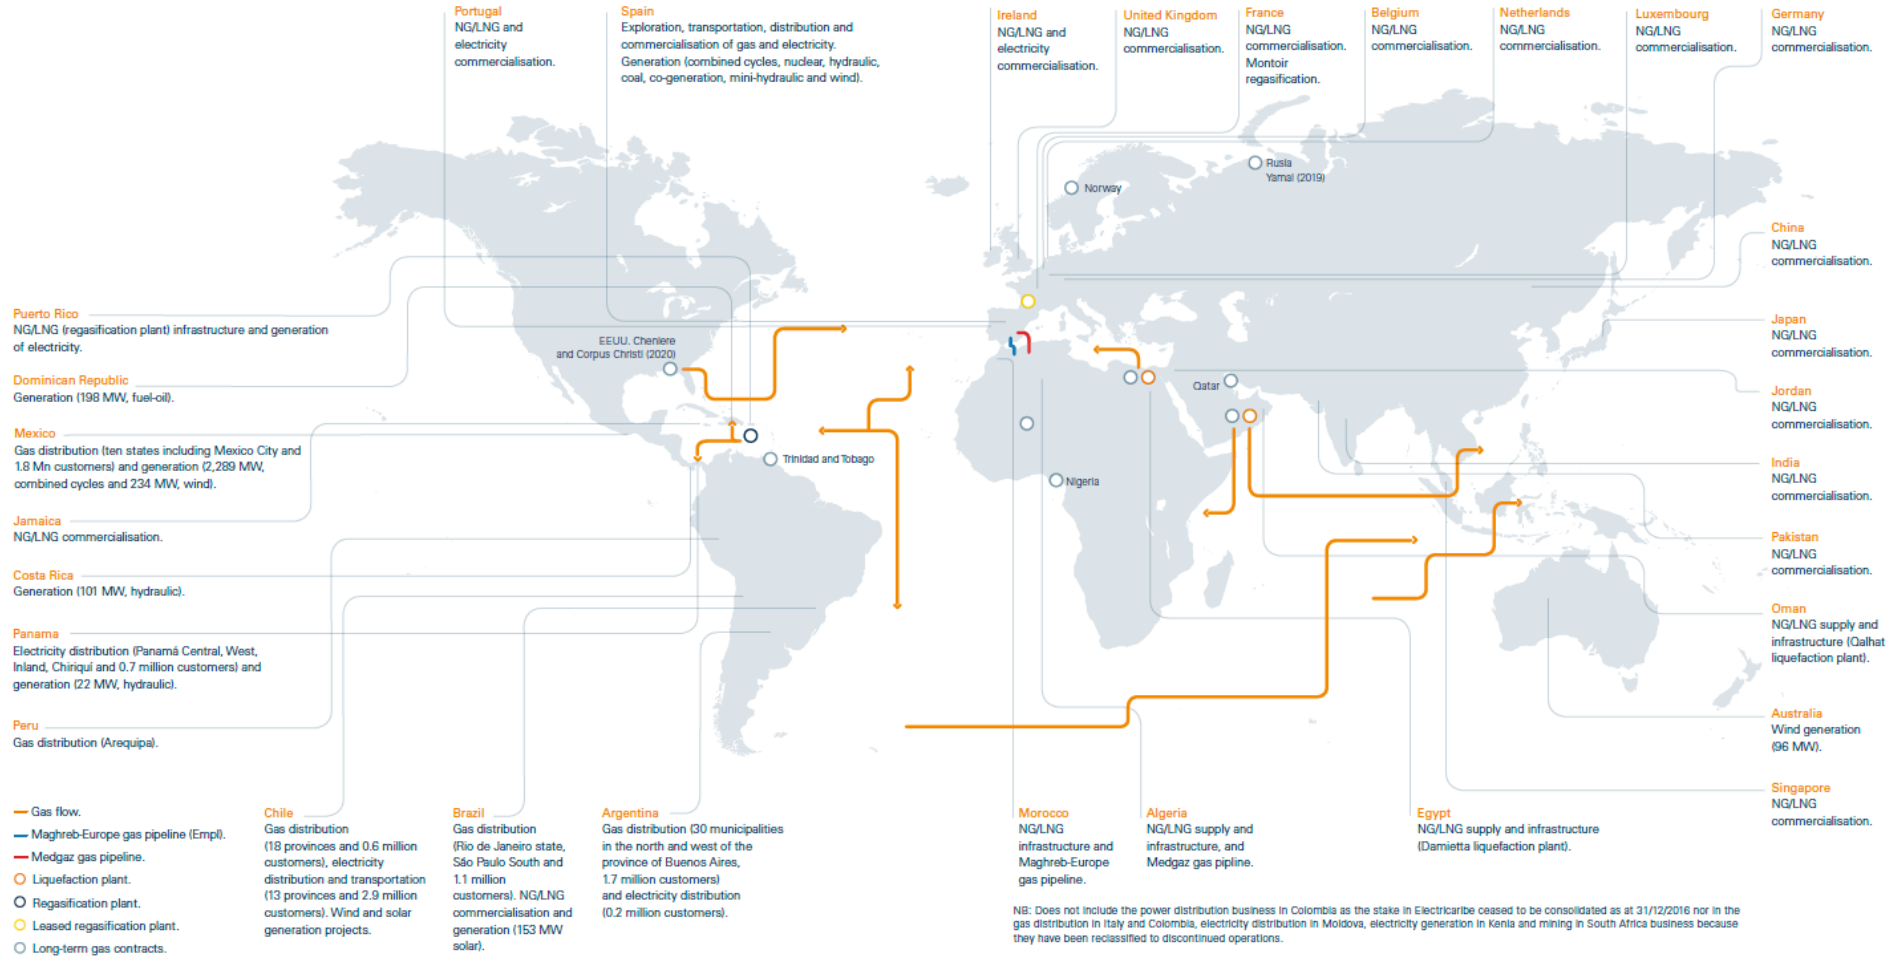 Portugal
NG/LNG and
electricity
commercialisation.
Spain
Exploration, transportation, distribution and
commercialisation of gas and electricity.
Generation (combined cycles, nuclear, hydraulic,
coal, co-generation, mini-hydraulic and wind).
Ireland
NG/LNG and
electricity
commercialisation.
United Kingdom
NG/LNG
commercialisation.
France
NG/LNG
commercialisation.
Montoir
regasification.
Belgium
NG/LNG
commercialisation.
Netherlands
NG/LNG
commercialisation.
Luxembourg
NG/LNG
commercialisation.
Germany
NG/LNG
commercialisation.
Rusia
Yamal (2019)
Norway
EEUU. Cheniere
and Corpus Christi (2020)
Qatar
Trinidad and Tobago
Nigeria
Puerto Rico
NG/LNG (regasification plant) infrastructure and generation
of electricity.
Dominican Republic
Generation (198 MW, fuel-oil).
Mexico
Gas distribution (ten states including Mexico City and
1.8 Mn customers) and generation (2,289 MW,
combined cycles and 234 MW, wind).
Jamaica
NG/LNG commercialisation.
Costa Rica
Generation (101 MW, hydraulic).
Panama
Electricity distribution (Panamá Central, West,
Inland, Chiriquí and 0.7 million customers) and
generation (22 MW, hydraulic).
Peru
Gas distribution (Arequipa).
China
NG/LNG
commercialisation.
Japan
NG/LNG
commercialisation.
Jordan
NG/LNG
commercialisation.
India
NG/LNG
commercialisation.
Pakistan
NG/LNG
commercialisation.
Oman
NG/LNG supply and
infrastructure (Qalhat
liquefaction plant).
Australia
Wind generation
(96 MW).
Singapore
NG/LNG
commercialisation.
Gas flow.
Maghreb-Europe gas pipeline (Empl).
Medgaz gas pipeline.
Liquefaction plant.
Regasification plant.
Leased regasification plant.
Long-term gas contracts.
Chile
Gas distribution
(18 provinces and 0.6 million
customers), electricity
distribution and transportation
(13 provinces and 2.9 million
customers). Wind and solar
generation projects.
Brazil
Gas distribution
(Rio de Janeiro state,
São Paulo South and
1.1 million
customers). NG/LNG
commercialisation and
generation (153 MW
solar).
Argentina
Gas distribution (30 municipalities
in the north and west of the
province of Buenos Aires,
1.7 million customers)
and electricity distribution
(0.2 million customers).
Morocco
NG/LNG
infrastructure and
Maghreb-Europe
gas pipeline.
Algeria
NG/LNG supply and
infrastructure, and
Medgaz gas pipline.
Egypt
NG/LNG supply and infrastructure
(Damietta liquefaction plant).
NB: Does not include the power distribution business in Colombia as the stake in Electricaribe ceased to be consolidated as at 31/12/2016 nor in the
gas distribution in Italy and Colombia, electricity distribution in Moldova, electricity generation in Kenia and mining in South Africa business because
they have been reclassified to discontinued operations.